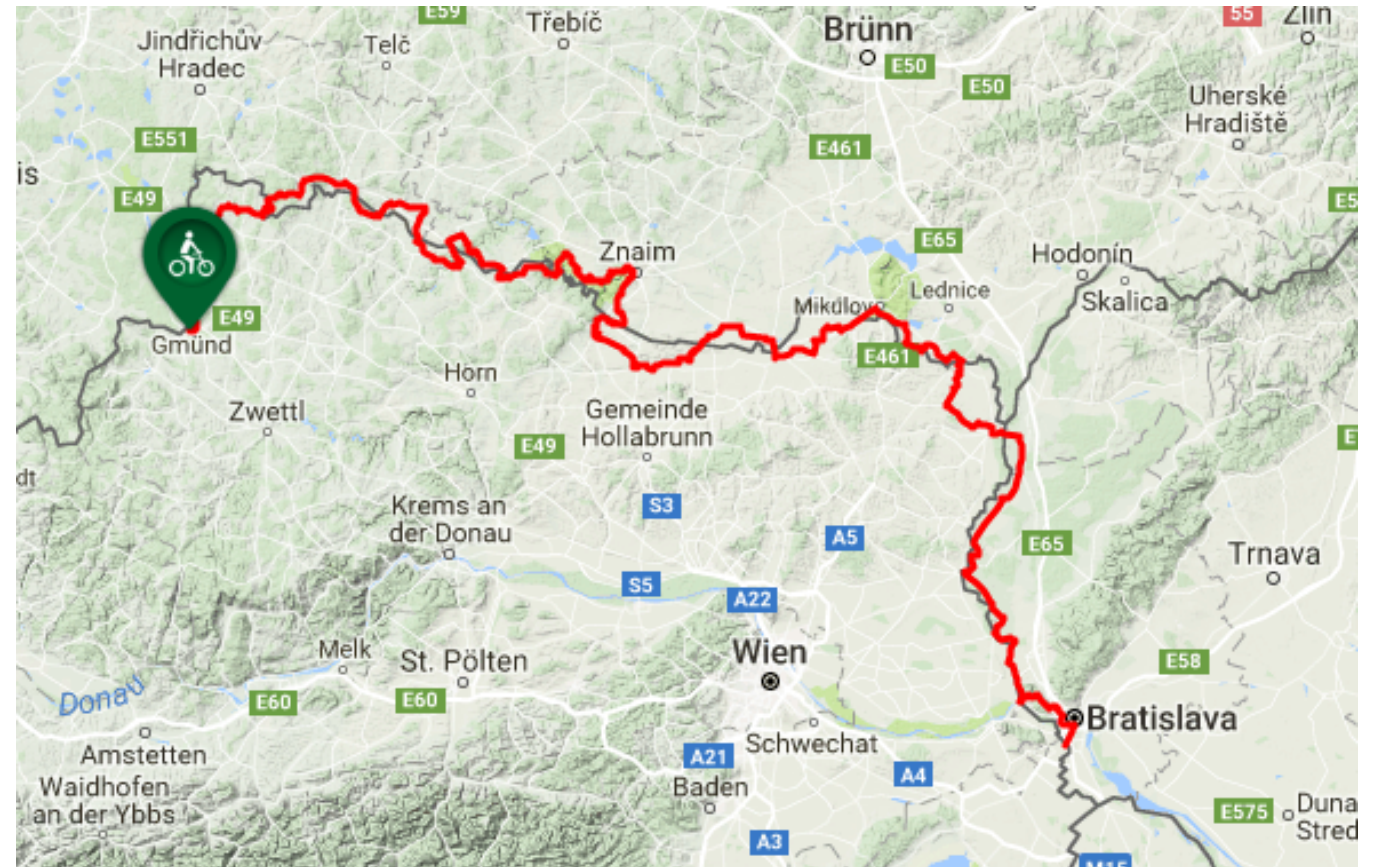 E59
Třebíč
Brünn
55
Zlín
Jindřichův
Hradec
Telč
E50
E50
Uherské
Hradiště
E551
E461
is
E49
E5
Znaim
E65
Hodonín
Skalica
Mikulov
Lednice
E49
Gmünd
E461
Horn
Zwettl
Gemeinde
Hollabrunn
E49
E
dt
Krems an
der Donau
S3
A5
E65
Trnava
S5
A22
Melk
St. Pölten
Wien
E58
Donau
E60
E60
Bratislava
Amstetten
Schwechat
A21
A4
Waidhofen
an der Ybbs
Baden
E575
Duna
Stred
A3
M15